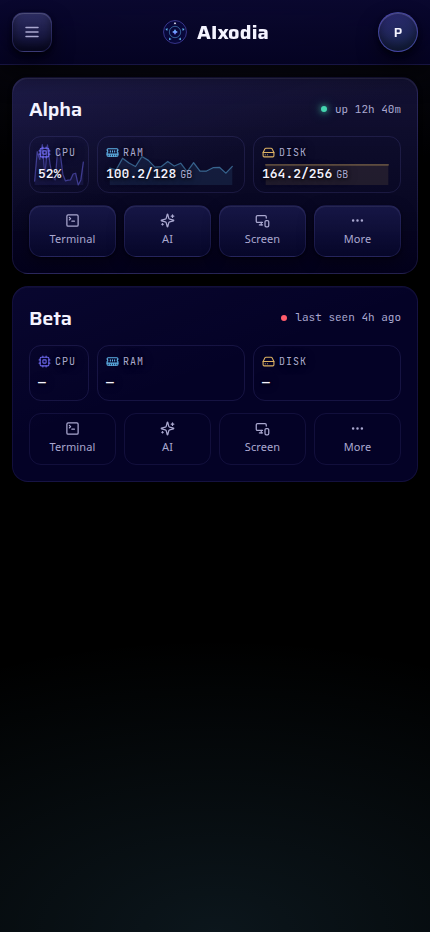 AIxodia
P
Alpha
up 12h 40m
CPU
RAM
DISK
52%
100.2/128 GB
164.2/256 GB
Terminal
AI
Screen
More
Beta
last seen 4h ago
CPU
RAM
DISK
—
—
—
Terminal
AI
Screen
More